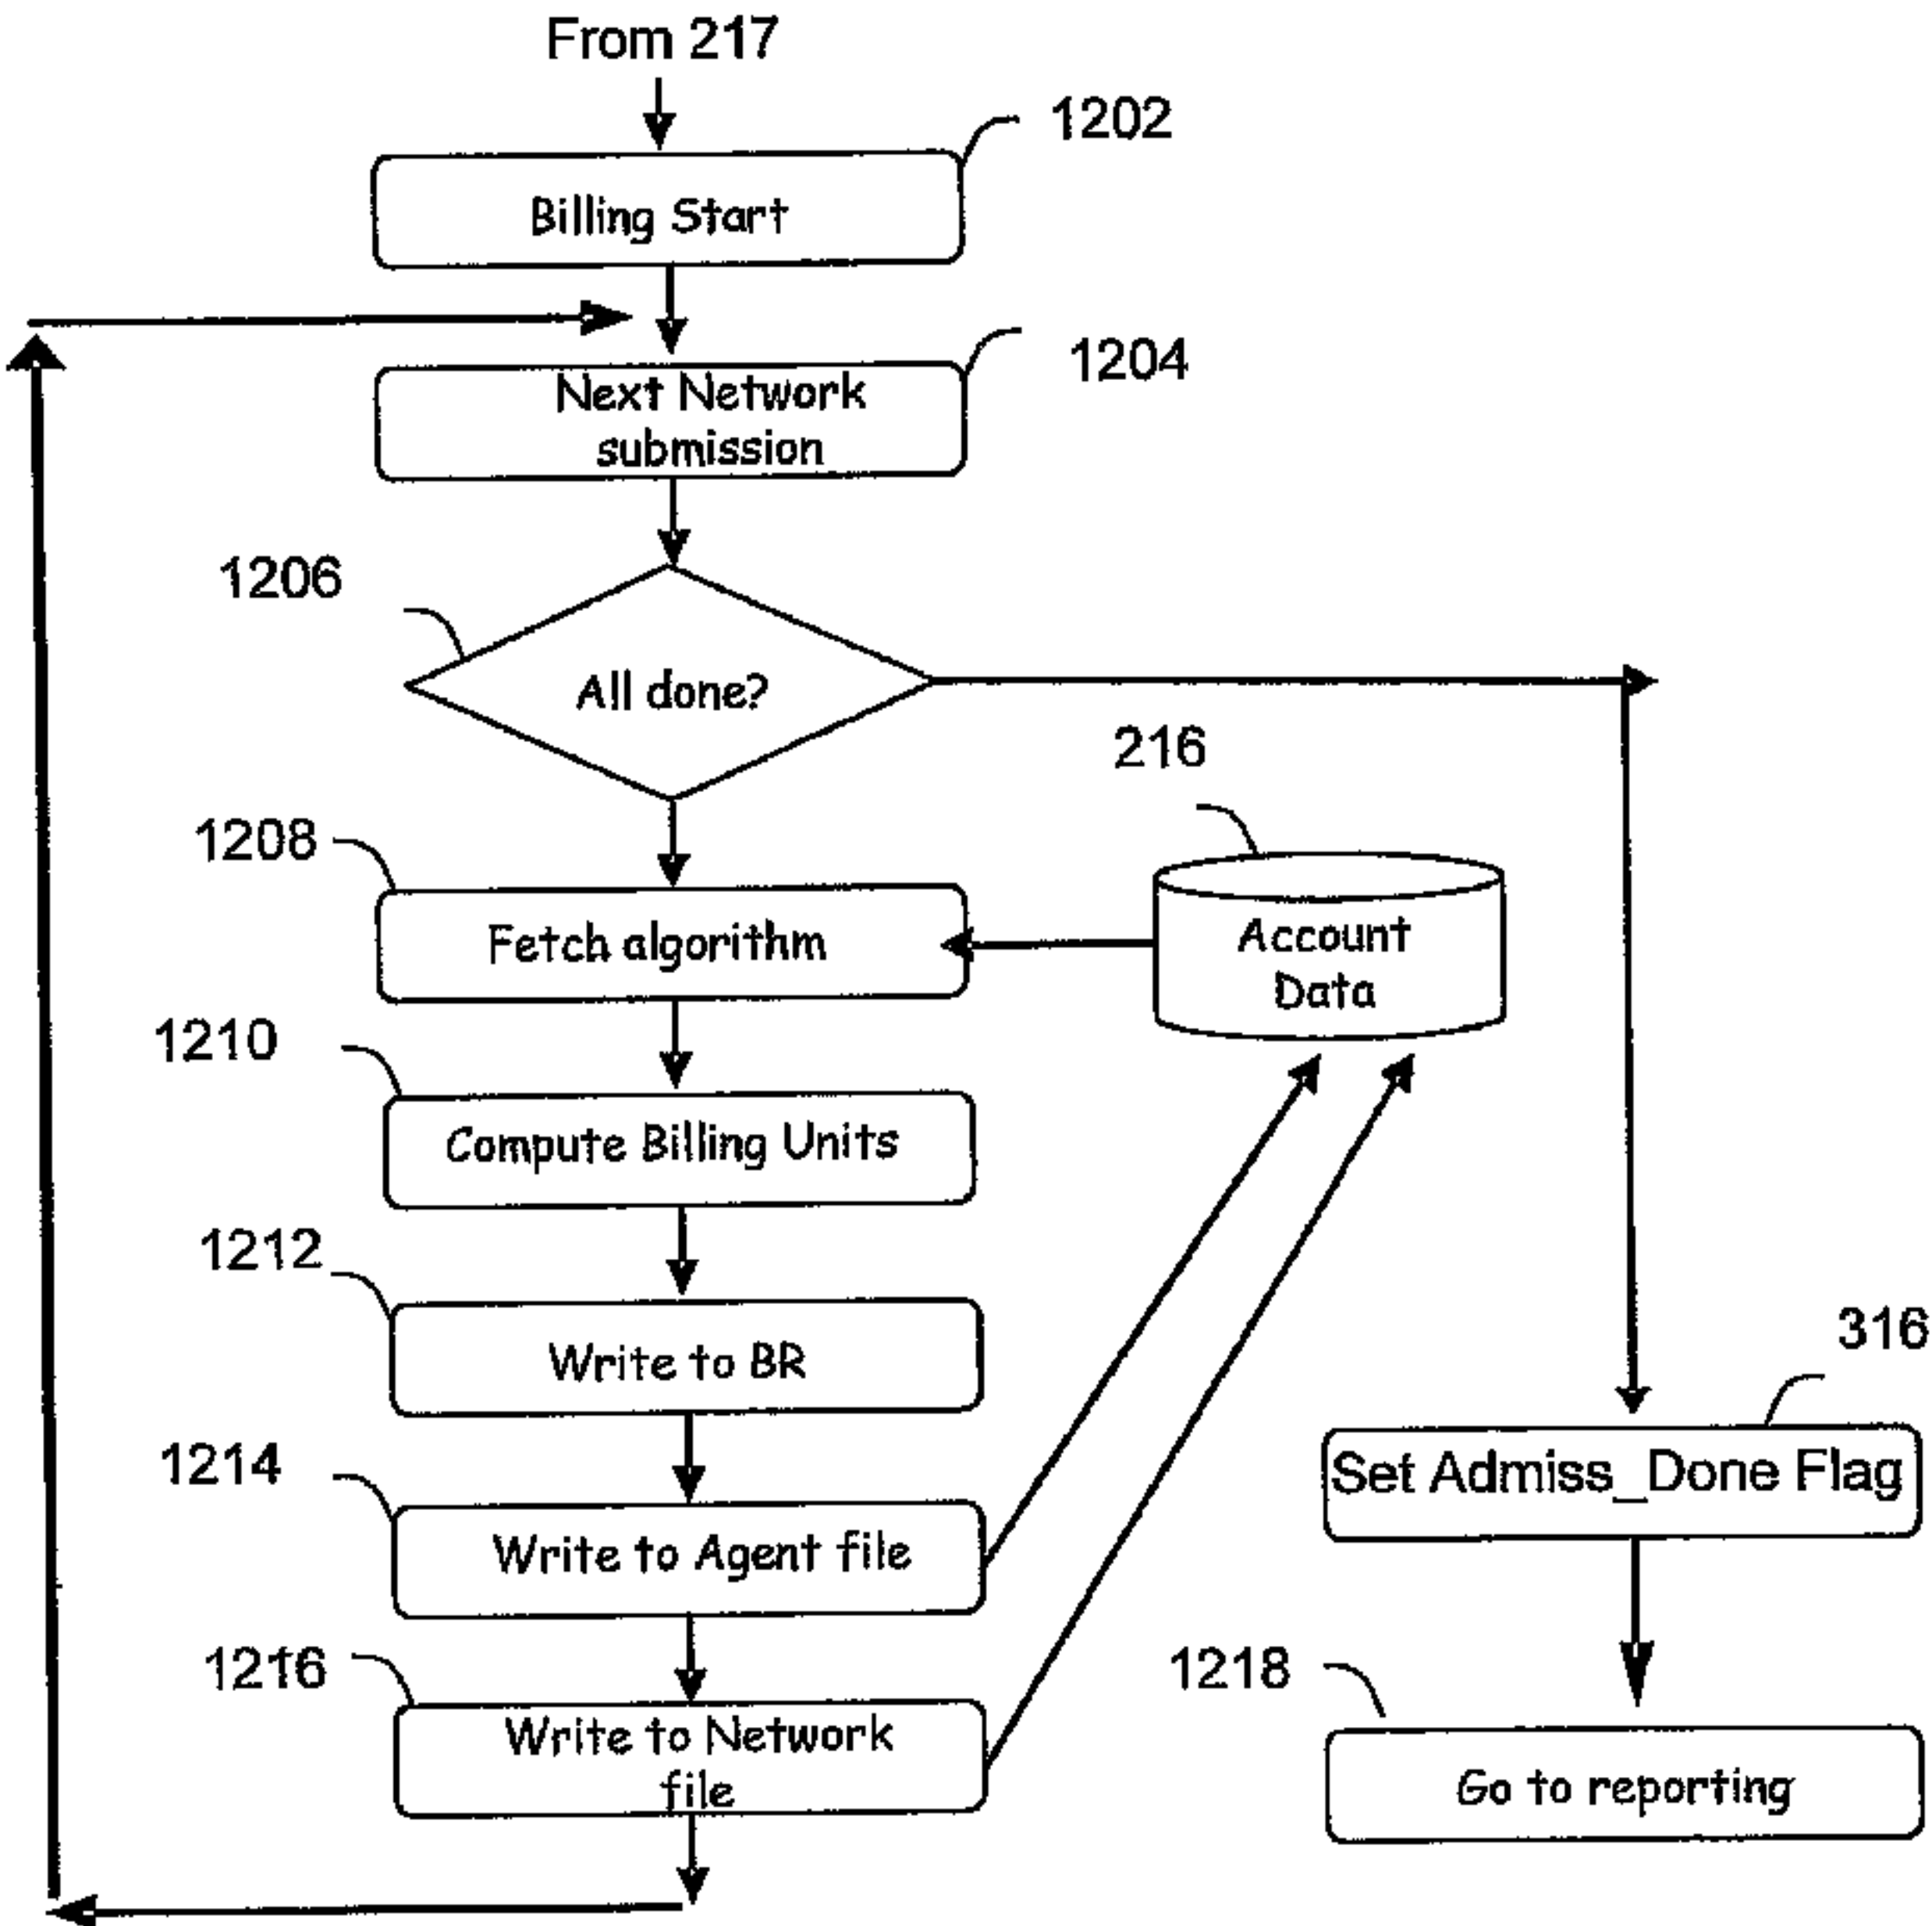 From 217
1202
Billing Start
1204
Next Network
submission
1206
All done?
216
1208
Fetch algorithm
Account
Data
1210
Compute Billing Units
1212
Write to BR
316
1214
Set Admiss_Done Flag
Write to Agent file
1216
1218
Write to Network
file
Go to reporting